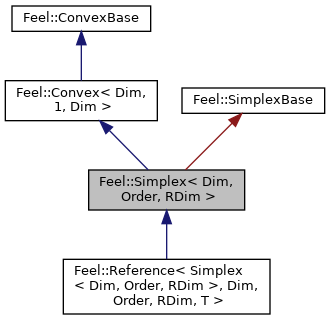 Feel::ConvexBase
Feel::Convex< Dim,
1, Dim >
Feel::SimplexBase
Feel::Simplex< Dim,
Order, RDim >
Feel::Reference< Simplex
< Dim, Order, RDim >, Dim,
Order, RDim, T >